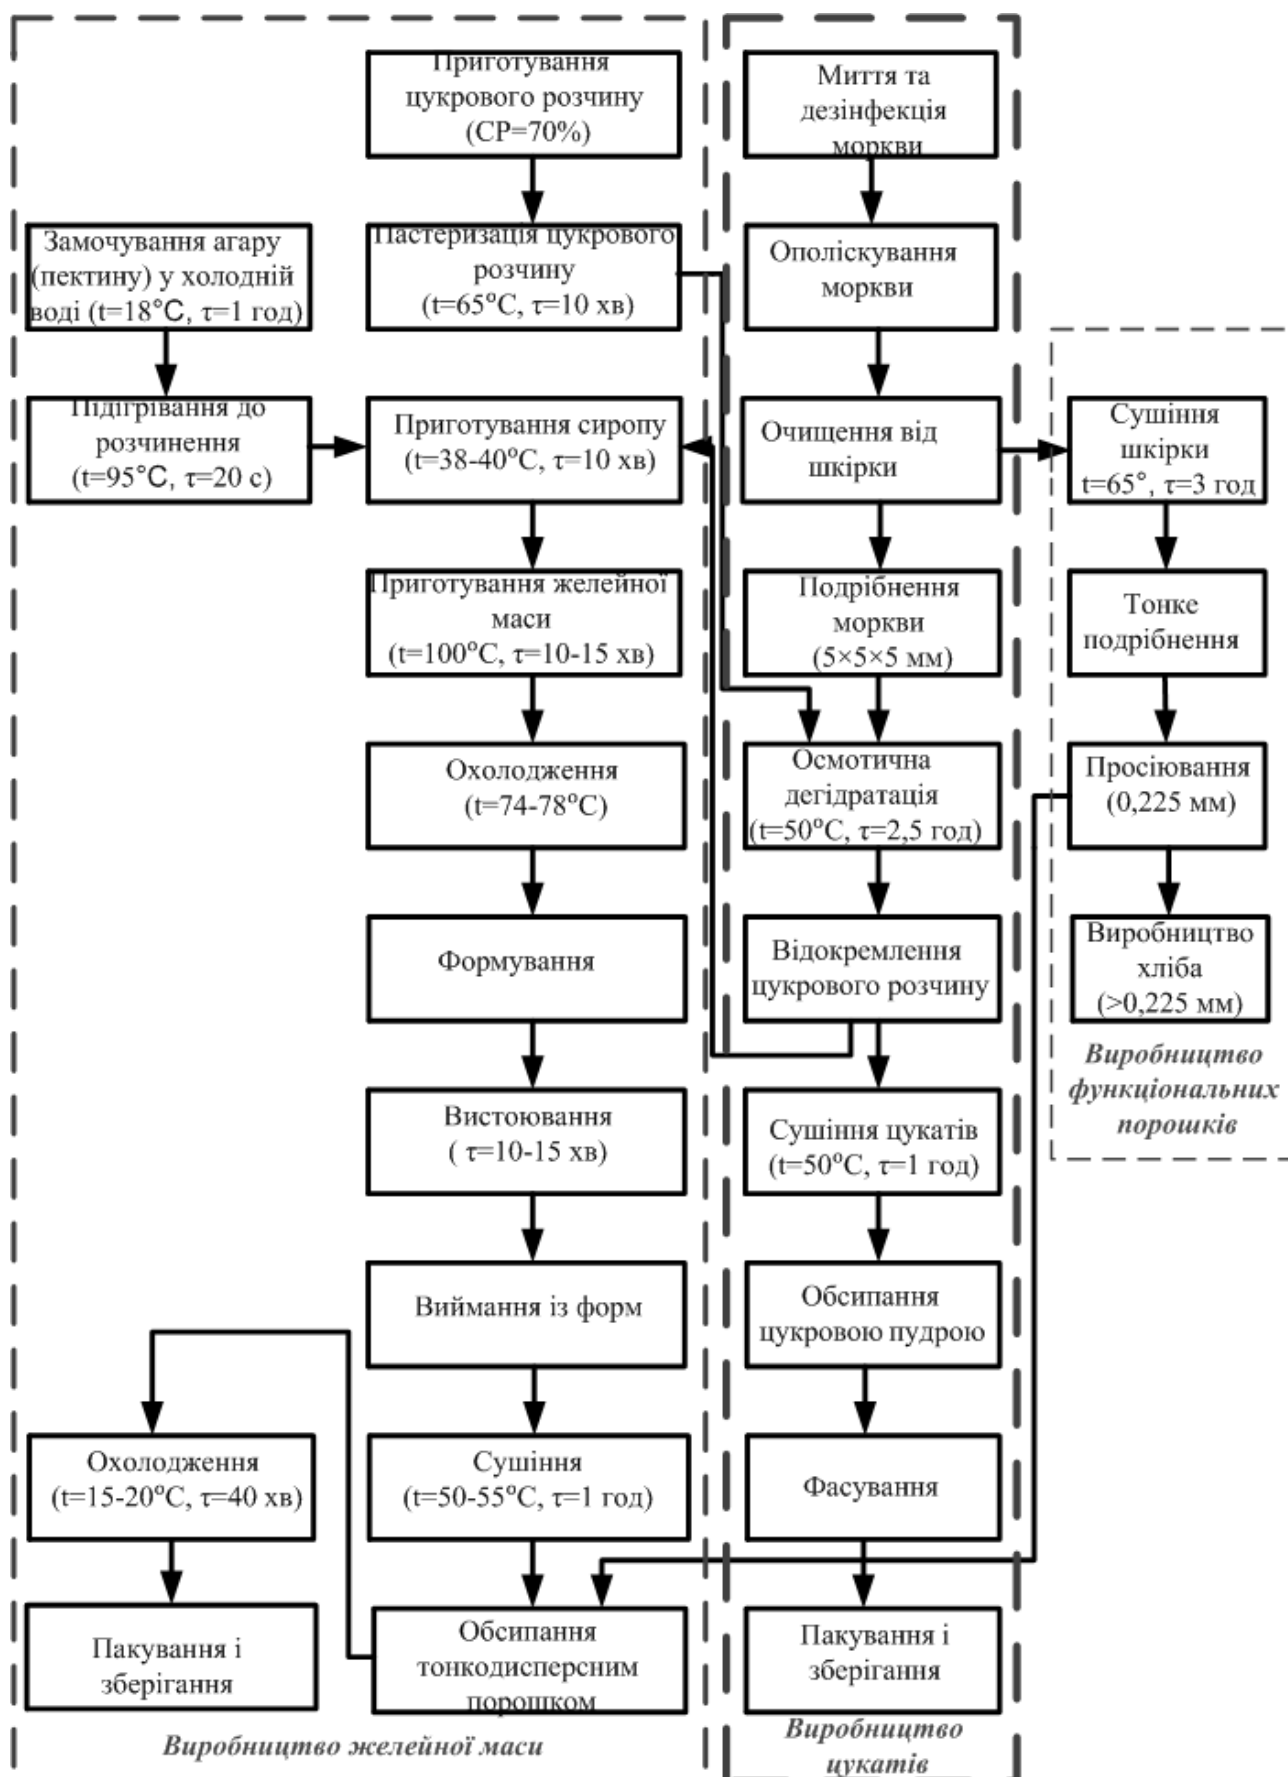 Приготування
цукрового розчину
(СР=70%)
Пастеризація цукрового
розчину
(t=65°C, τ=10 хв)
Замочування агару
(пектину) у холодній
воді (t=18°C, τ=1 год)
Підігрівання до
розчинення
(t=95°C, τ=20 с)
Приготування сиропу
(t=38-40°C, τ=10 хв)
Приготування желейної
маси
(t=100°C, τ=10-15 хв)
Охолодження
(t=74-78°C)
Формування
Вистоювання
( τ=10-15 хв)
Виймання із форм
Сушіння
(t=50-55°C, τ=1 год)
Обсипання
тонкодисперсним
порошком
Охолодження
(t=15-20°C, τ=40 хв)
Пакування і
зберігання
Виробництво желейної маси
Миття та
дезінфекція
моркви
Ополіскування
моркви
Очищення від
шкірки
Подрібнення
моркви
(5×5×5 мм)
Осмотична
дегідратація
(t=50°C, τ=2,5 год)
Відокремлення
цукрового розчину
Сушіння цукатів
(t=50°C, τ=1 год)
Обсипання
цукровою пудрою
Фасування
Пакування і
зберігання
Виробництво
цукатів
Сушіння
шкірки
t=65°, τ=3 год
Тонке
подрібнення
Просіювання
(0,225 мм)
Виробництво
хліба
(>0,225 мм)
Виробництво
функціональних
порошків